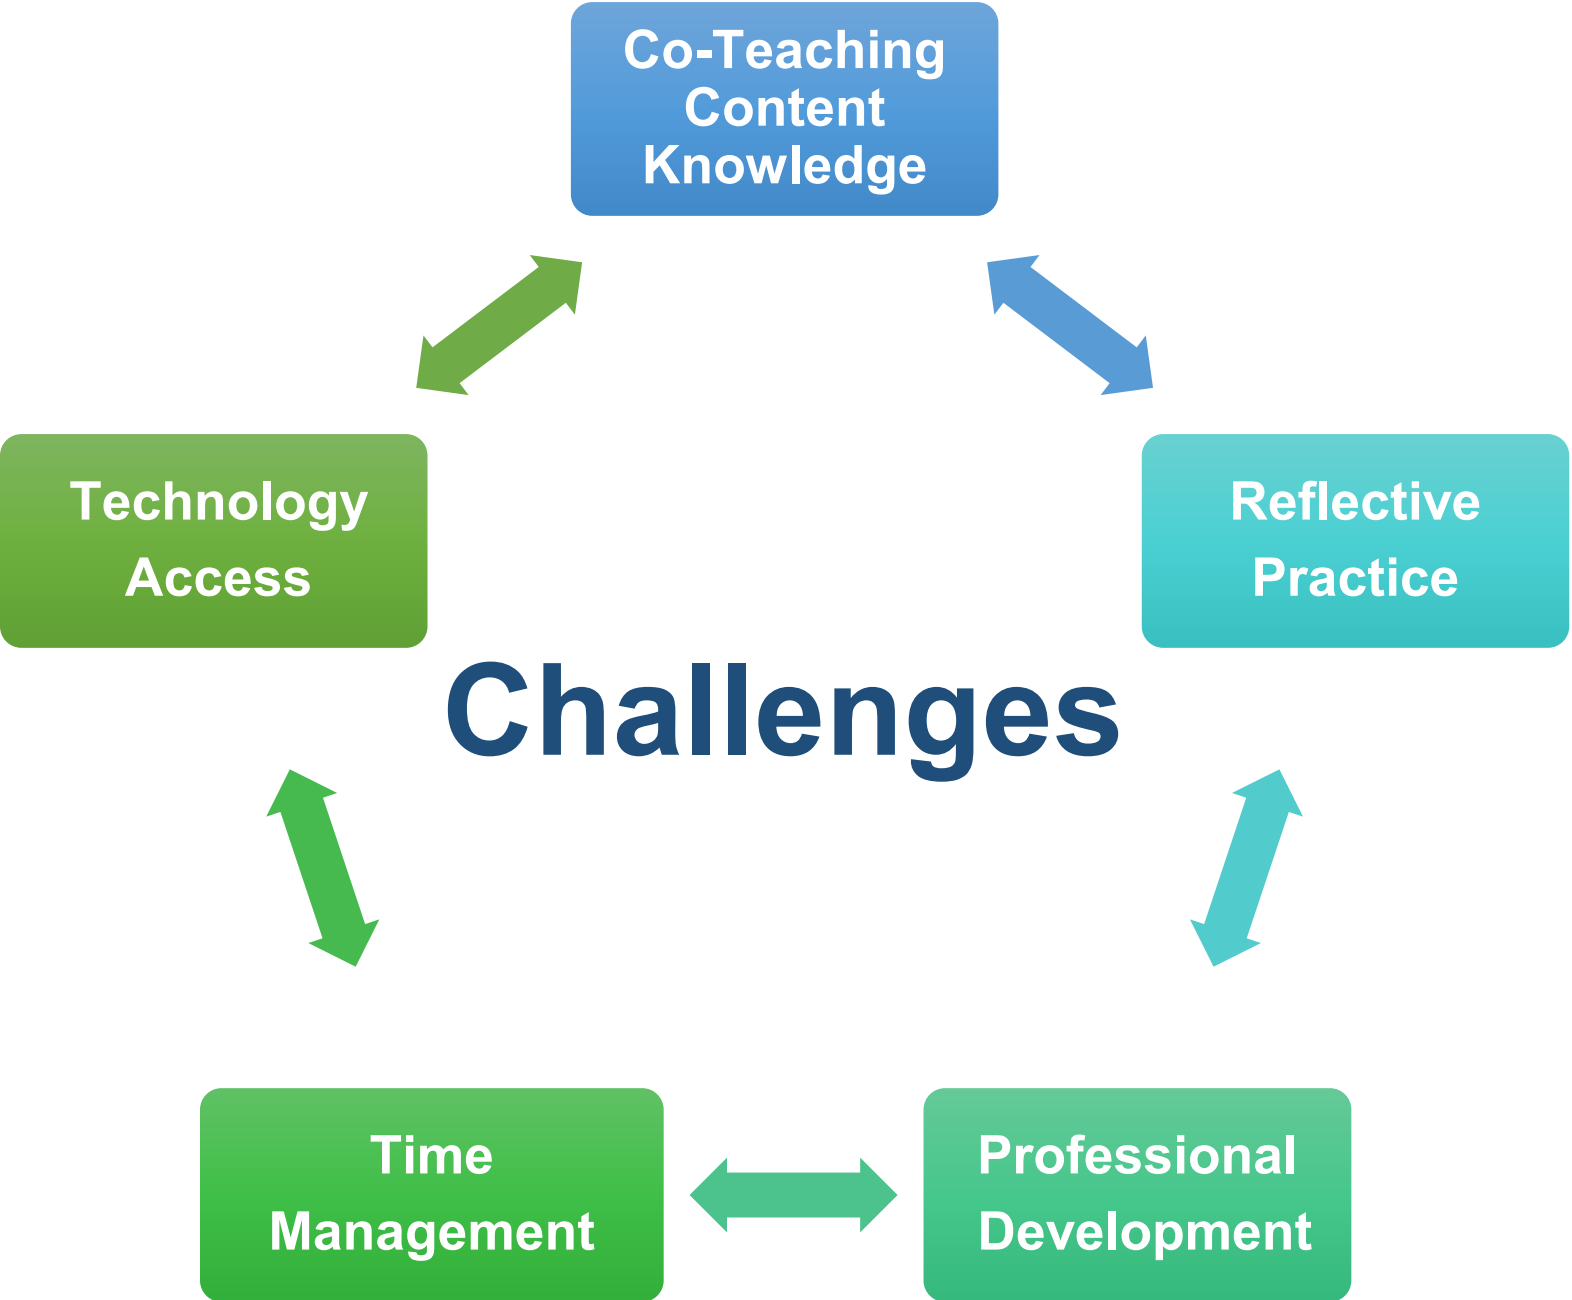 Co-Teaching
Content
Knowledge
Technology
Access
Reflective
Practice
Challenges
Time
Management
Professional
Development